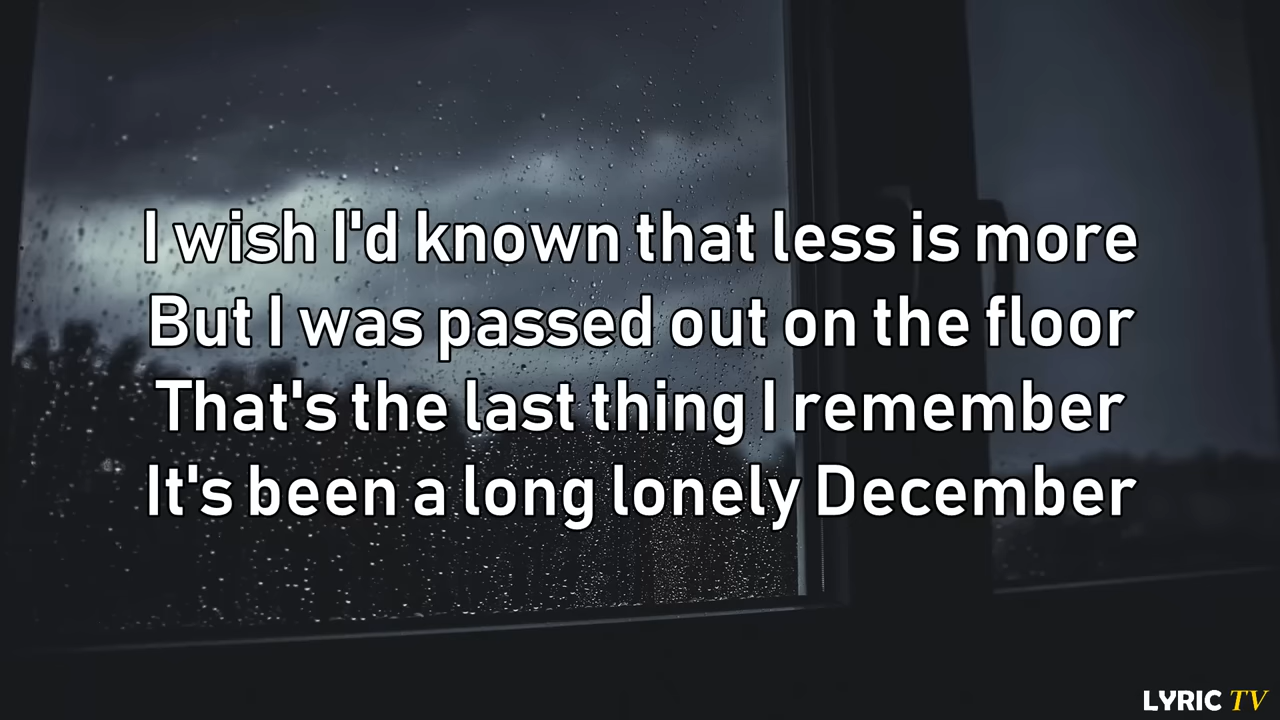 I wish I'd known that less is more
But I was passed out on the floor
That's the last thing I remember
It's been a long lonely December
LYRIC TV